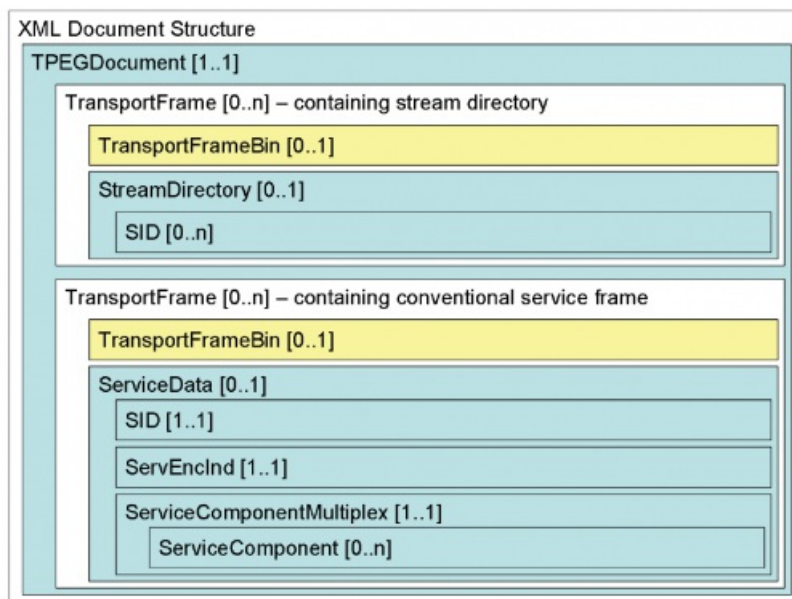 XML Document Structure
TPEGDocument [1..1]
TransportFrame [0..n] – containing stream directory
TransportFrameBin [0..1]
StreamDirectory [0..1]
SID [0..n]
TransportFrame [0..n] – containing conventional service frame
TransportFrameBin [0..1]
ServiceData [0..1]
SID [1..1]
ServEncInd [1..1]
ServiceComponentMultiplex [1..1]
ServiceComponent [0..n]